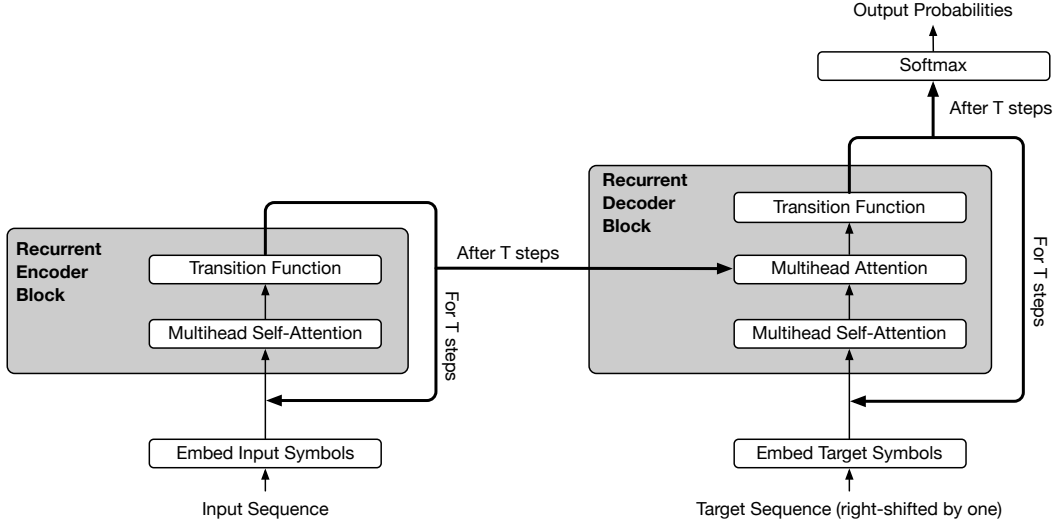 Output Probabilities
Softmax
After T steps
Recurrent
Decoder
Block
Transition Function
Multihead Attention
Multihead Self-Attention
For T steps
Embed Target Symbols
Target Sequence (right-shifted by one)
After T steps
Recurrent
Encoder
Block
Transition Function
Multihead Self-Attention
For T steps
Embed Input Symbols
Input Sequence